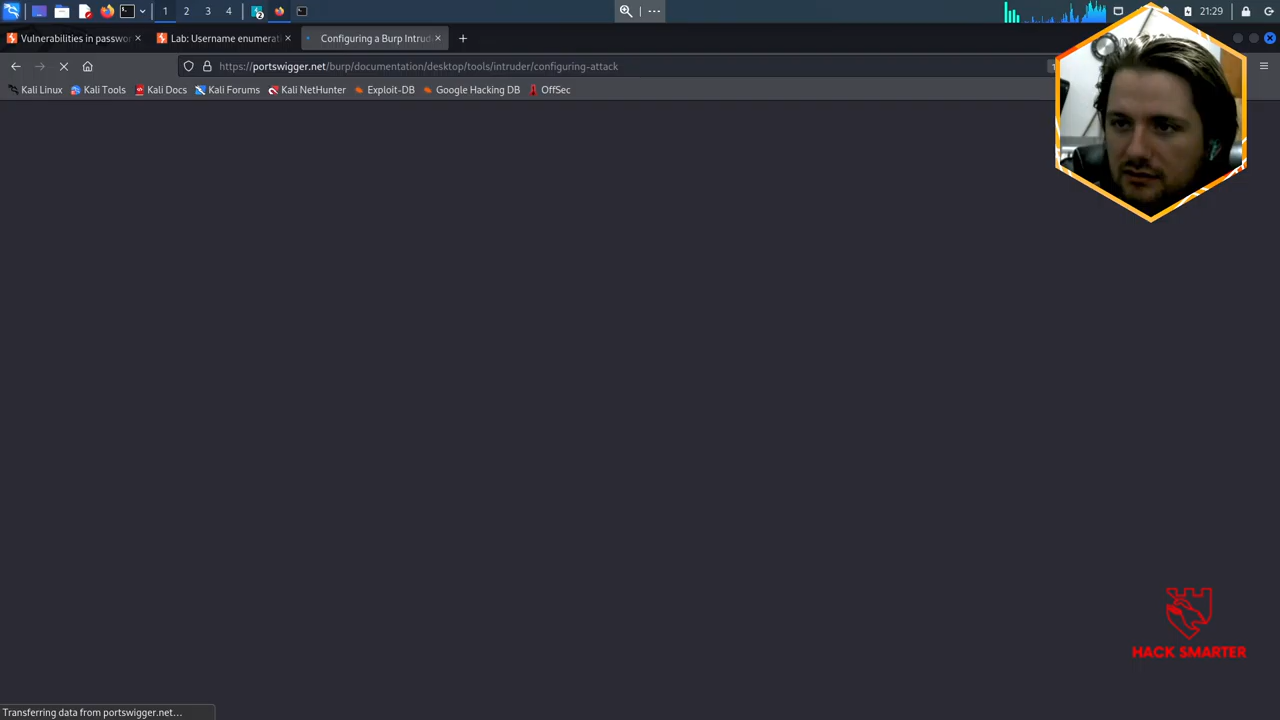 1 2 3 4 2 21:29
Vulnerabilities in passwo Lab: Username enumerat Configuring a Burp Intrud
https://portswigger.net/burp/documentation/desktop/tools/intruder/configuring-attack
Kali Linux Kali Tools Kali Docs Kali Forums Kali NetHunter Exploit-DB Google Hacking DB OffSec
HACK SMARTER
Transferring data from portswigger.net...